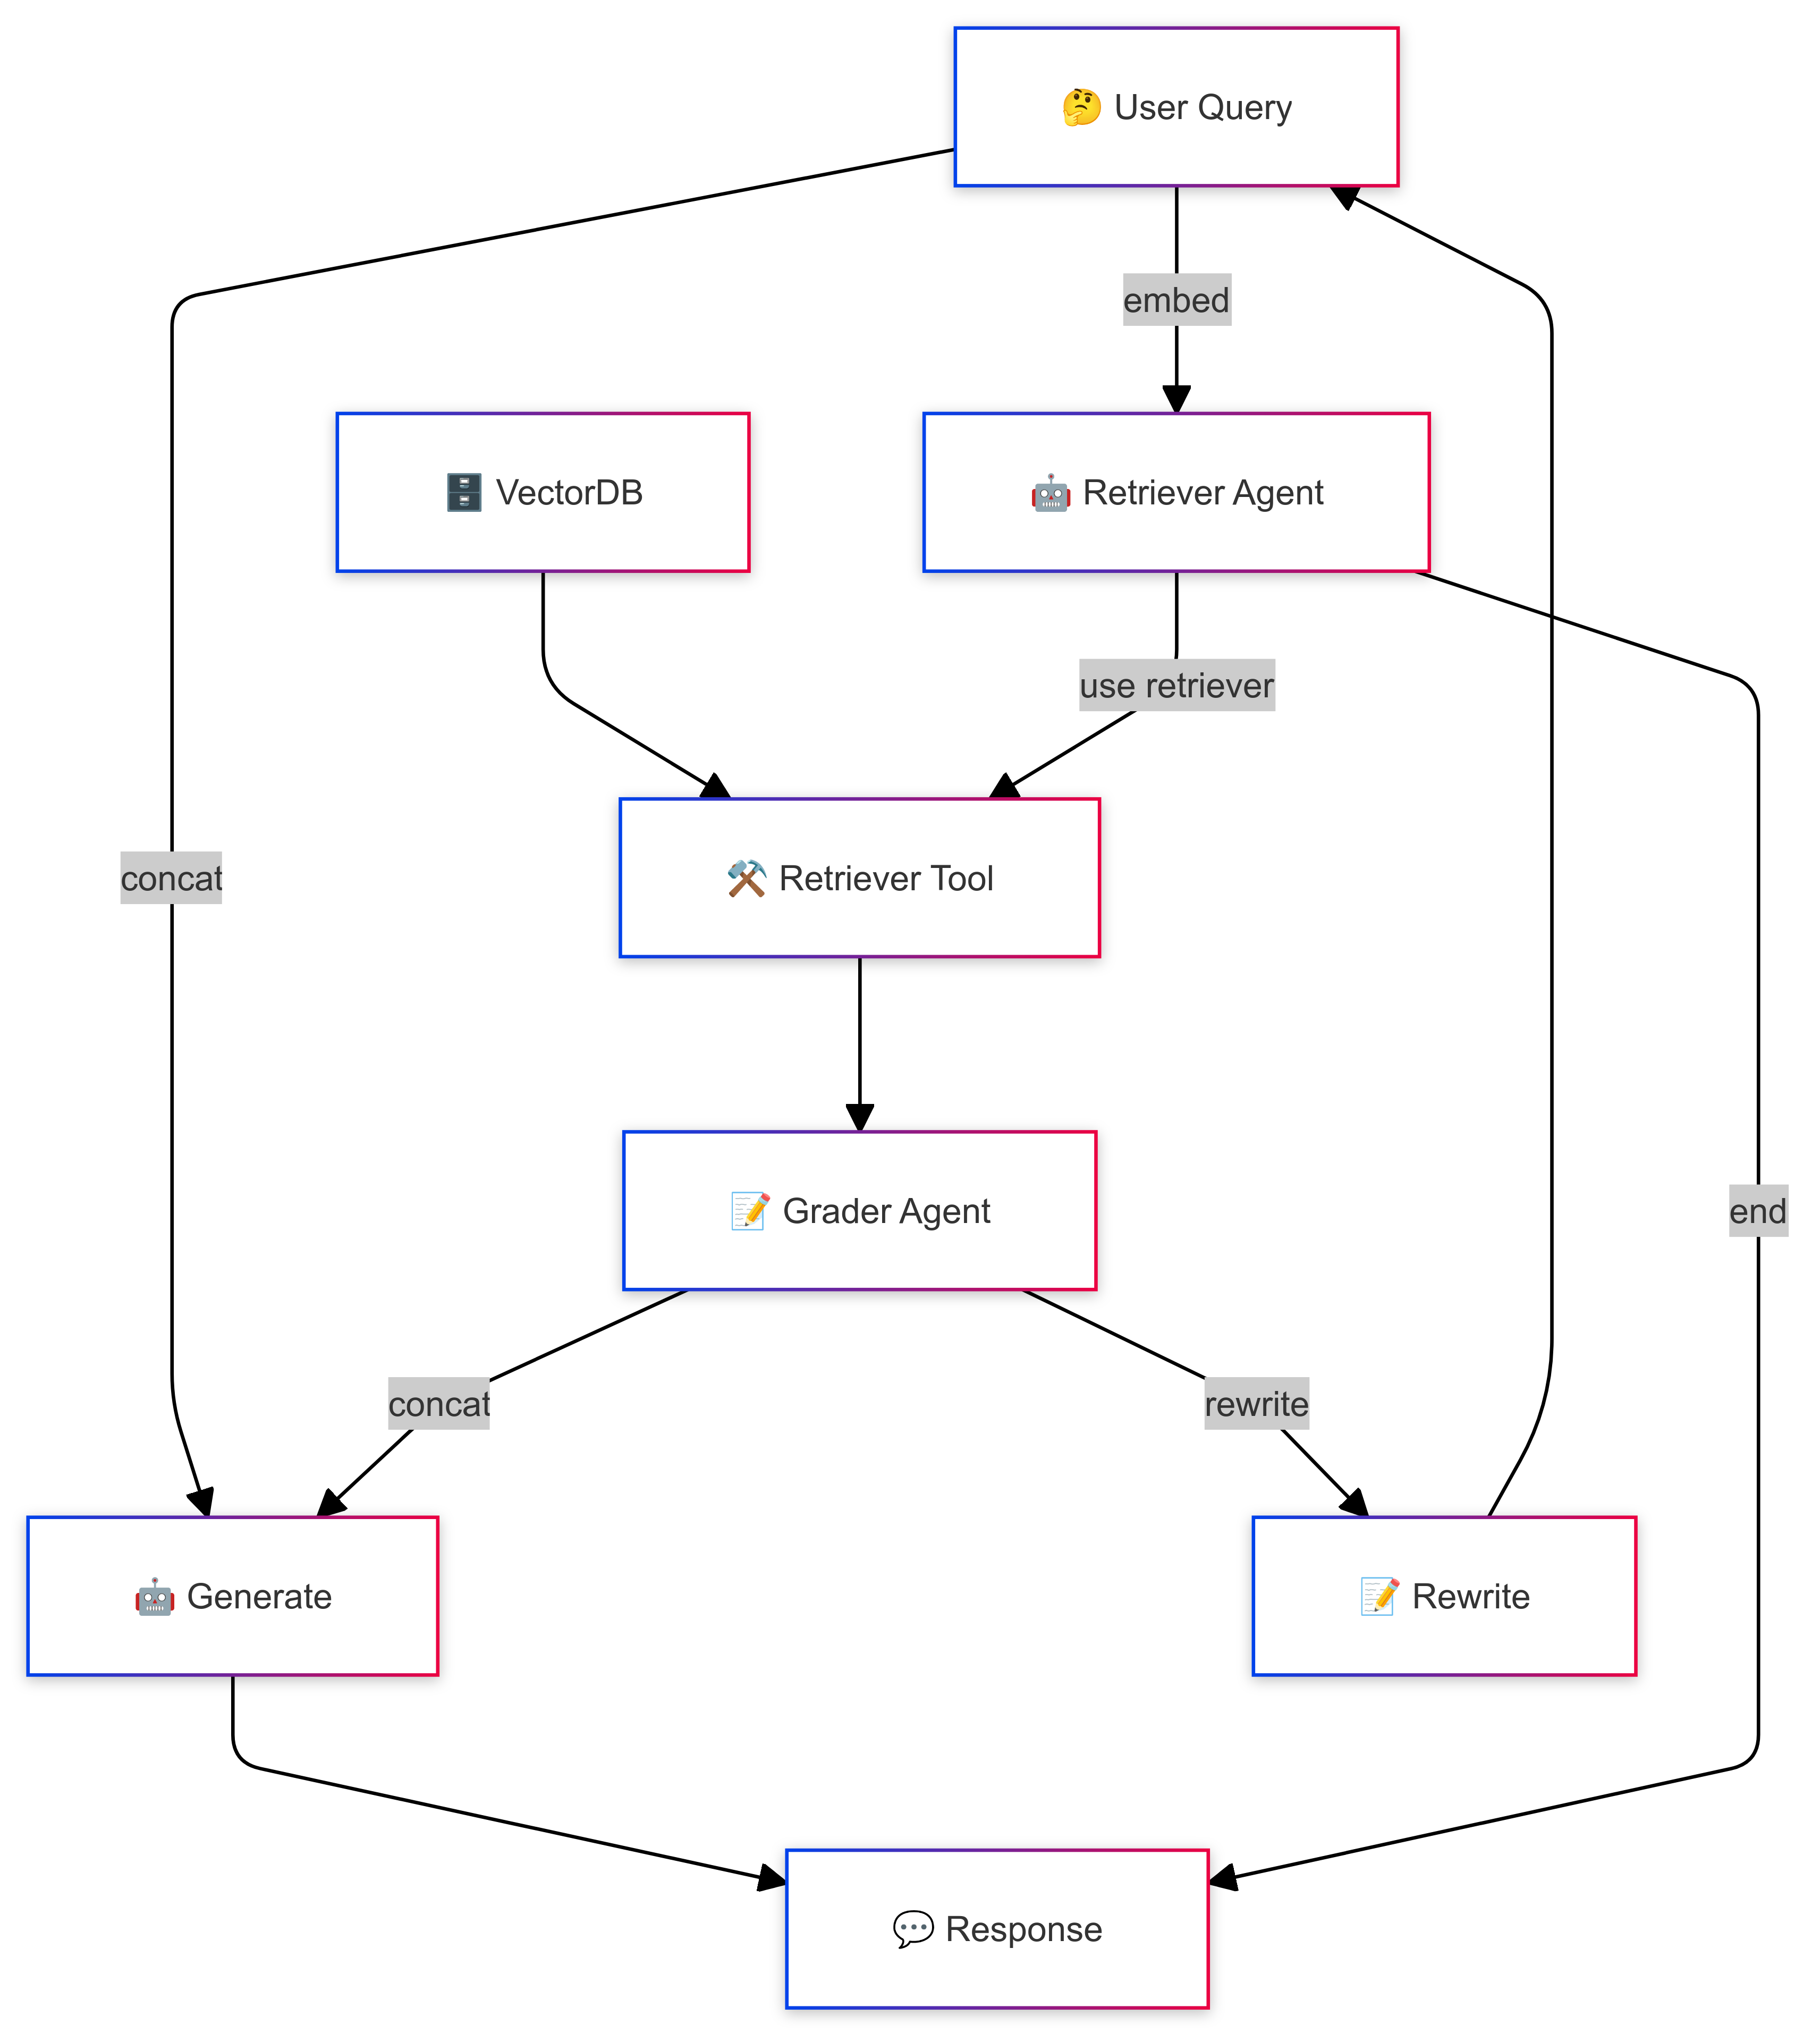 🤔 User Query
embed
🗄️ VectorDB
🤖 Retriever Agent
use retriever
concat
⚒️ Retriever Tool
📝 Grader Agent
end
concat
rewrite
🤖 Generate
📝 Rewrite
💬 Response